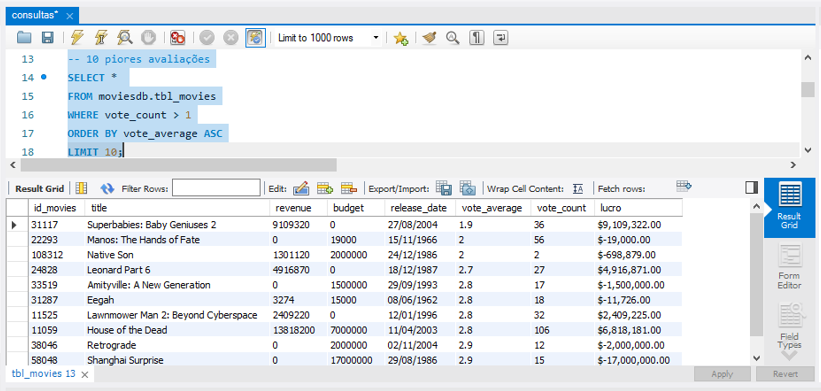 consultas*
Limit to 1000 rows
13 -- 10 piores avaliações
14 SELECT *
15 FROM moviesdb.tbl_movies
16 WHERE vote_count > 1
17 ORDER BY vote_average ASC
18 LIMIT 10;
Result Grid Filter Rows: Edit: Export/Import: Wrap Cell Content: Fetch rows:
id_movies title revenue budget release_date vote_average vote_count lucro
31117 Superbabies: Baby Geniuses 2 9109320 0 27/08/2004 1.9 36 $9,109,322.00
22293 Manos: The Hands of Fate 0 19000 15/11/1966 2 56 $-19,000.00
108312 Native Son 1301120 2000000 24/12/1986 2 2 $-698,879.00
24828 Leonard Part 6 4916870 0 18/12/1987 2.7 27 $4,916,871.00
33519 Amityville: A New Generation 0 1500000 29/09/1993 2.8 17 $-1,500,000.00
31287 Eegah 3274 15000 08/06/1962 2.8 18 $-11,726.00
11525 Lawnmower Man 2: Beyond Cyberspace 2409220 0 12/01/1996 2.8 32 $2,409,225.00
11059 House of the Dead 13818200 7000000 11/04/2003 2.8 106 $6,818,181.00
38046 Retrograde 0 2000000 02/11/2004 2.9 12 $-2,000,000.00
58048 Shanghai Surprise 0 17000000 29/08/1986 2.9 15 $-17,000,000.00
Result
Grid
Form
Editor
Field
Types
tbl_movies 13
Apply
Revert